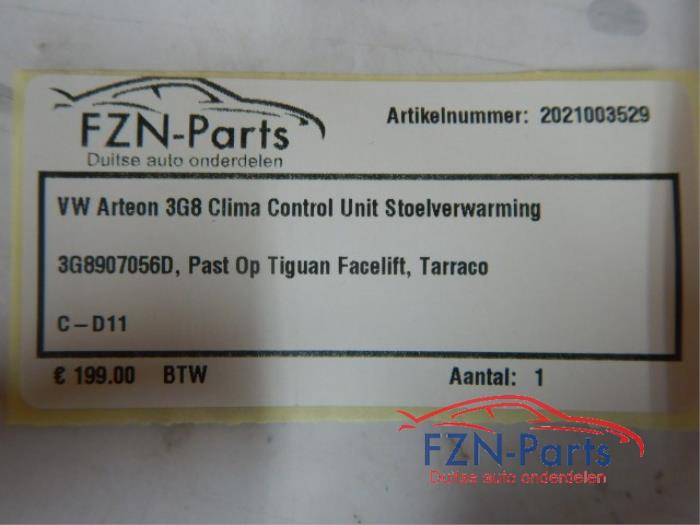 FZN-Parts
Duitse auto onderdelen
Artikelnummer: 2021003529
VW Arteon 3G8 Clima Control Unit Stoelverwarming
3G8907056D, Past Op Tiguan Facelift, Tarraco
C-D11
€ 199.00 BTW Aantal: 1
FZN-Parts
Duitse auto onderdelen